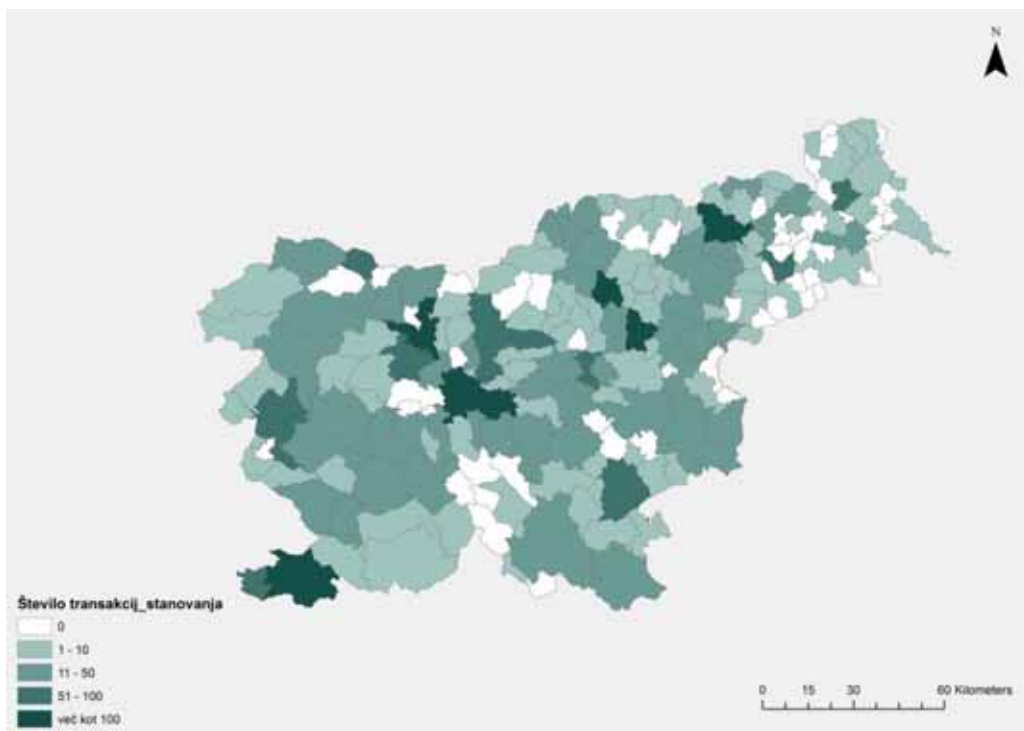 N
Število transakcij_stanovanja
0
1 - 10
11 - 50
51 - 100
več kot 100
0 15 30 60 Kilometers